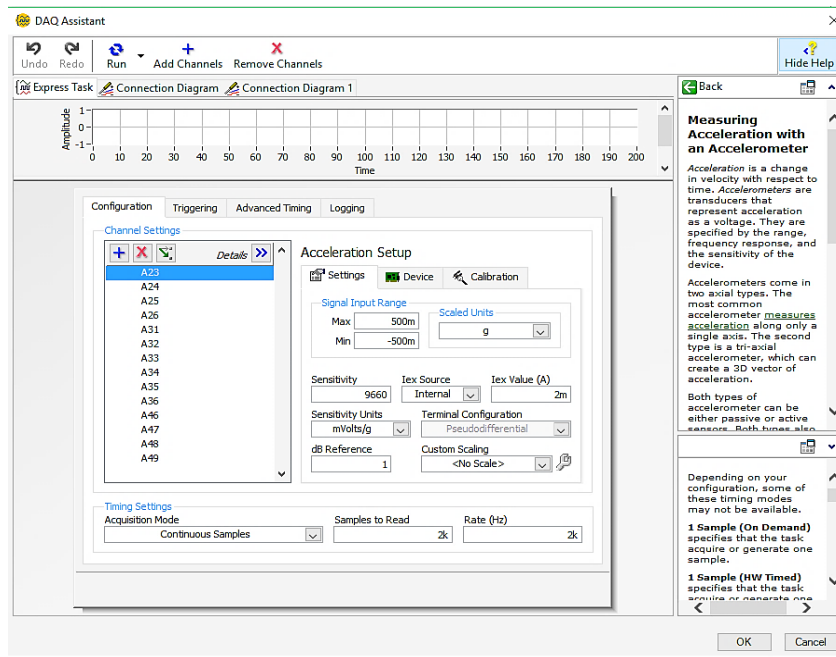 DAQ Assistant
Undo Redo Run Add Channels Remove Channels Hide Help
Express Task Connection Diagram Connection Diagram 1
Amplitude
1
0
-1
0 10 20 30 40 50 60 70 80 90 100 110 120 130 140 150 160 170 180 190 200
Time
Configuration Triggering Advanced Timing Logging
Channel Settings
Details
A23
A24
A25
A26
A31
A32
A33
A34
A35
A36
A46
A47
A48
A49
Acceleration Setup
Settings Device Calibration
Signal Input Range
Max 500m
Min -500m
Scaled Units
g
Sensitivity Iex Source Iex Value (A)
9660 Internal 2m
Sensitivity Units Terminal Configuration
mVolts/g Pseudodifferential
dB Reference Custom Scaling
1 <No Scale>
Timing Settings
Acquisition Mode Samples to Read Rate (Hz)
Continuous Samples 2k 2k
Back
Measuring
Acceleration with
an Accelerometer
Acceleration is a change
in velocity with respect to
time. Accelerometers are
transducers that
represent acceleration
as a voltage. They are
specified by the range,
frequency response, and
the sensitivity of the
device.
Accelerometers come in
two axial types. The
most common
accelerometer measures
acceleration along only a
single axis. The second
type is a tri-axial
accelerometer, which can
create a 3D vector of
acceleration.
Both types of
accelerometer can be
either passive or active
sensors. Both types also
Depending on your
configuration, some of
these timing modes
may not be available.
1 Sample (On Demand)
specifies that the task
acquire or generate one
sample.
1 Sample (HW Timed)
specifies that the task
acquire or generate one
OK Cancel